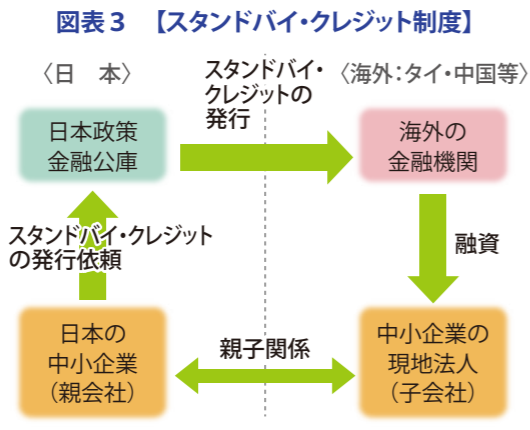 図表3 【スタンドバイ・クレジット制度】
〈日 本〉
スタンドバイ・
クレジットの
発行
〈海外：タイ・中国等〉
日本政策
金融公庫
海外の
金融機関
スタンドバイ・クレジット
の発行依頼
融資
日本の
中小企業
（親会社）
親子関係
中小企業の
現地法人
（子会社）